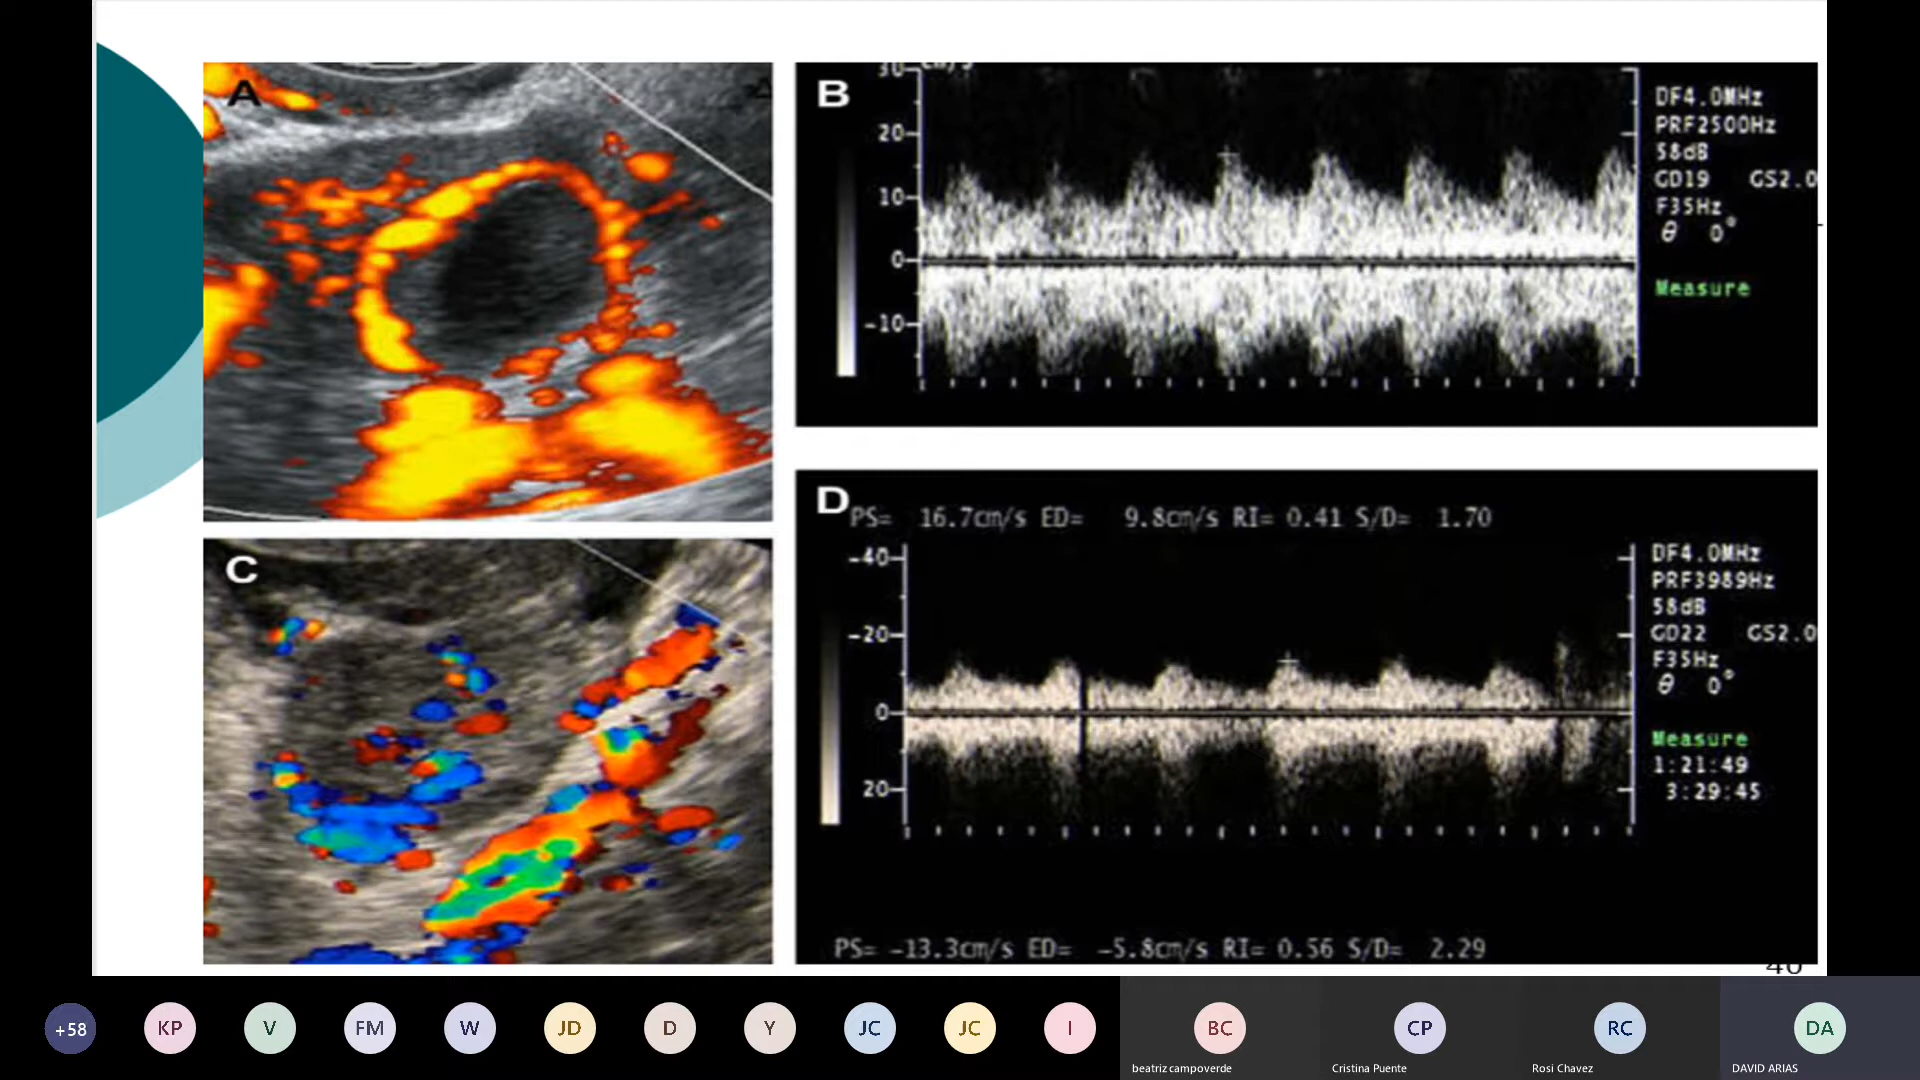 A
B
30
20
10
0
-10
DF4.0MHz
PRF2500Hz
58dB
GD19 GS2.0
F35Hz
θ 0°
Measure
C
D
PS= 16.7cm/s ED= 9.8cm/s RI= 0.41 S/D= 1.70
-40
-20
0
20
DF4.0MHz
PRF3989Hz
58dB
GD22 GS2.0
F35Hz
θ 0°
Measure
1:21:49
3:29:45
PS= -13.3cm/s ED= -5.8cm/s RI= 0.56 S/D= 2.29
+58
KP
V
FM
W
JD
D
Y
JC
JC
I
BC
CP
RC
DA
beatriz campoverde
Cristina Puente
Rosi Chavez
DAVID ARIAS